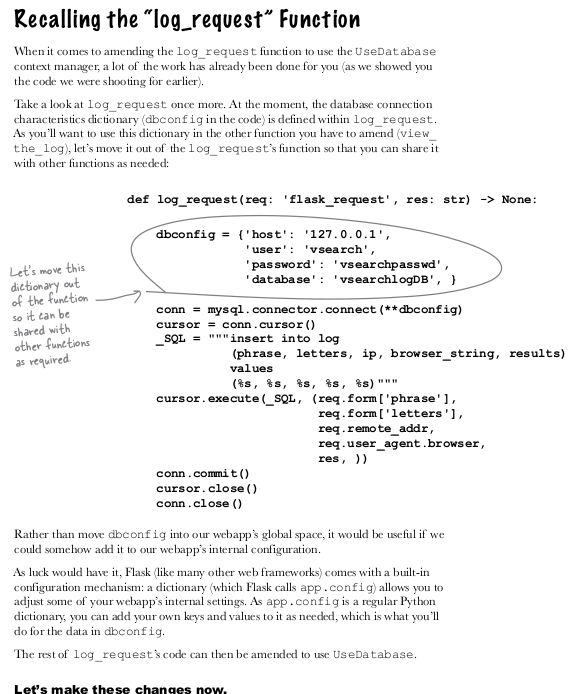 Recalling the “log_request” Function
When it comes to amending the log_request function to use the UseDatabase
context manager, a lot of the work has already been done for you (as we showed you
the code we were shooting for earlier).
Take a look at log_request once more. At the moment, the database connection
characteristics dictionary (dbconfig in the code) is defined within log_request.
As you’ll want to use this dictionary in the other function you have to amend (view_
the_log), let’s move it out of the log_request’s function so that you can share it
with other functions as needed:
def log_request(req: 'flask_request', res: str) -> None:
dbconfig = {'host': '127.0.0.1',
'user': 'vsearch',
'password': 'vsearchpasswd',
'database': 'vsearchlogDB', }
Let’s move this
dictionary out
of the function
so it can be
shared with
other functions
as required.
conn = mysql.connector.connect(**dbconfig)
cursor = conn.cursor()
_SQL = """insert into log
(phrase, letters, ip, browser_string, results)
values
(%s, %s, %s, %s, %s)"""
cursor.execute(_SQL, (req.form['phrase'],
req.form['letters'],
req.remote_addr,
req.user_agent.browser,
res, ))
conn.commit()
cursor.close()
conn.close()
Rather than move dbconfig into our webapp’s global space, it would be useful if we
could somehow add it to our webapp’s internal configuration.
As luck would have it, Flask (like many other web frameworks) comes with a built-in
configuration mechanism: a dictionary (which Flask calls app.config) allows you to
adjust some of your webapp’s internal settings. As app.config is a regular Python
dictionary, you can add your own keys and values to it as needed, which is what you’ll
do for the data in dbconfig.
The rest of log_request’s code can then be amended to use UseDatabase.
Let’s make these changes now.